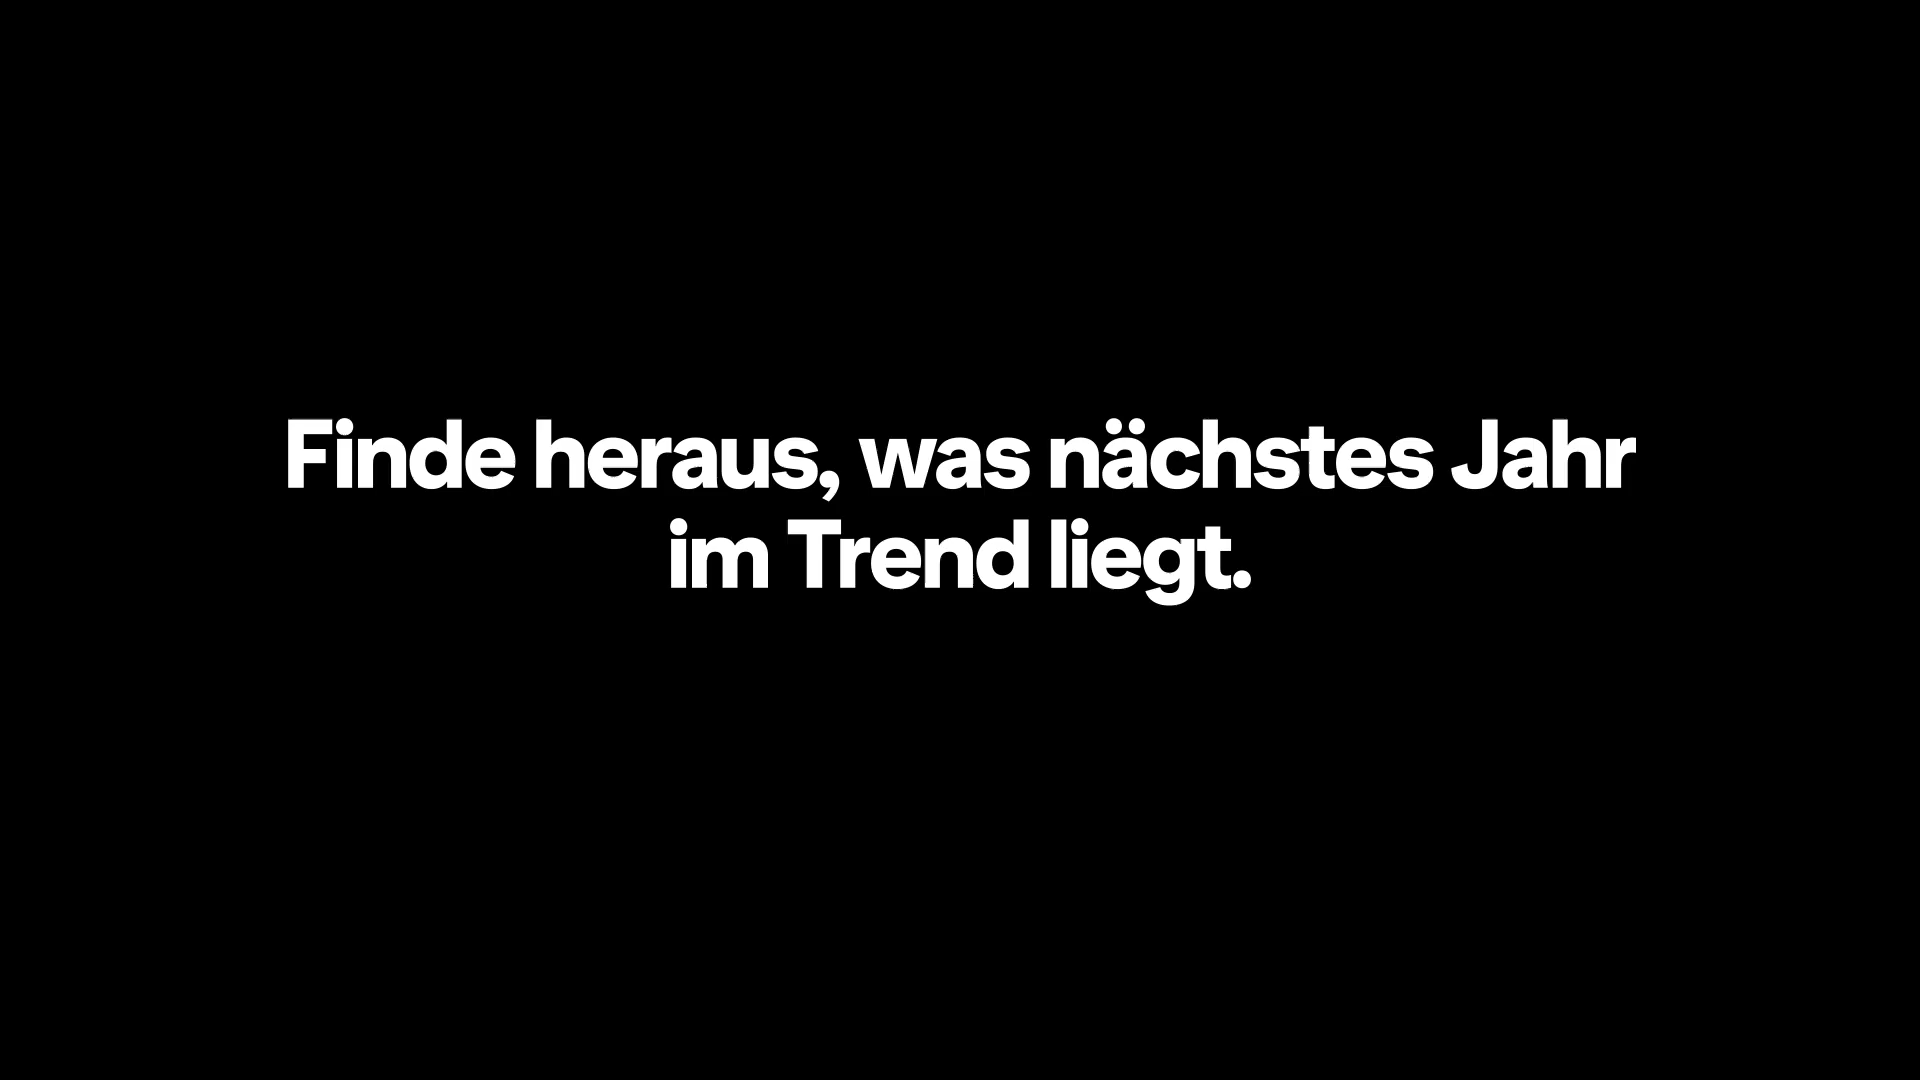 Finde heraus, was nächstes Jahr
im Trend liegt.